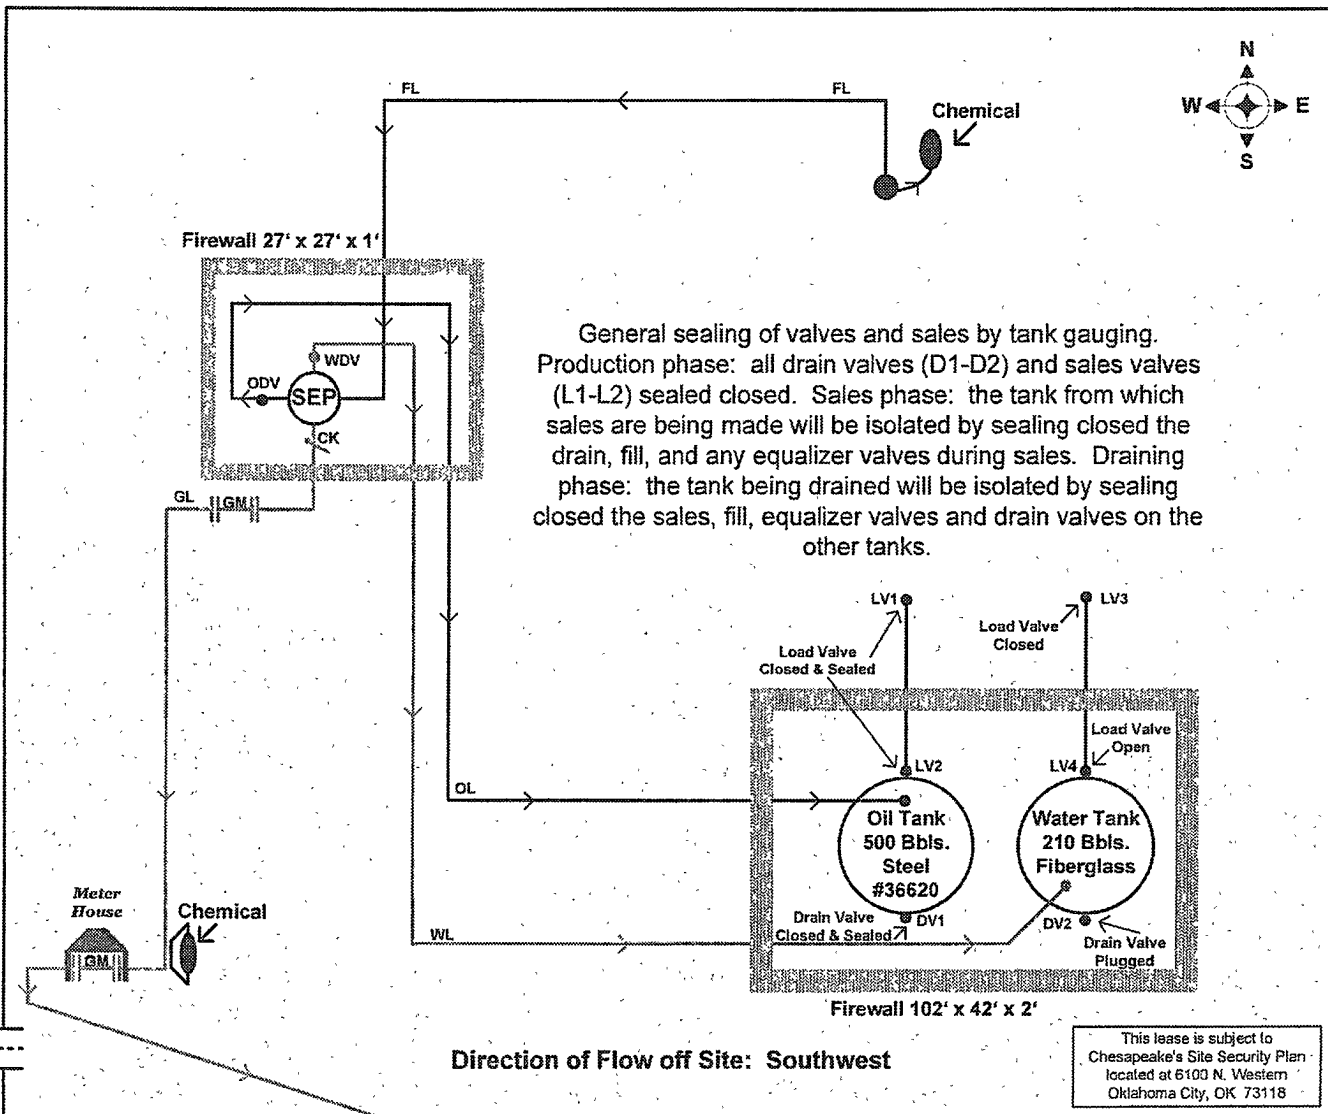 FL
FL
Chemical
N
W
E
S
Firewall 27' x 27' x 1'
WDV
ODV
SEP
CK
GL
GM
General sealing of valves and sales by tank gauging.
Production phase: all drain valves (D1-D2) and sales valves
(L1-L2) sealed closed. Sales phase: the tank from which
sales are being made will be isolated by sealing closed the
drain, fill, and any equalizer valves during sales. Draining
phase: the tank being drained will be isolated by sealing
closed the sales, fill, equalizer valves and drain valves on the
other tanks.
LV1
LV3
Load Valve
Closed & Sealed
Load Valve
Closed
Load Valve
Open
LV2
LV4
OL
Oil Tank
500 Bbls.
Steel
#36620
Water Tank
210 Bbls.
Fiberglass
Drain Valve
Closed & Sealed
DV1
DV2
Drain Valve
Plugged
WL
Meter
House
GM
Chemical
Firewall 102' x 42' x 2'
Direction of Flow off Site: Southwest
This lease is subject to
Chesapeake's Site Security Plan
located at 6100 N. Western
Oklahoma City, OK 73118